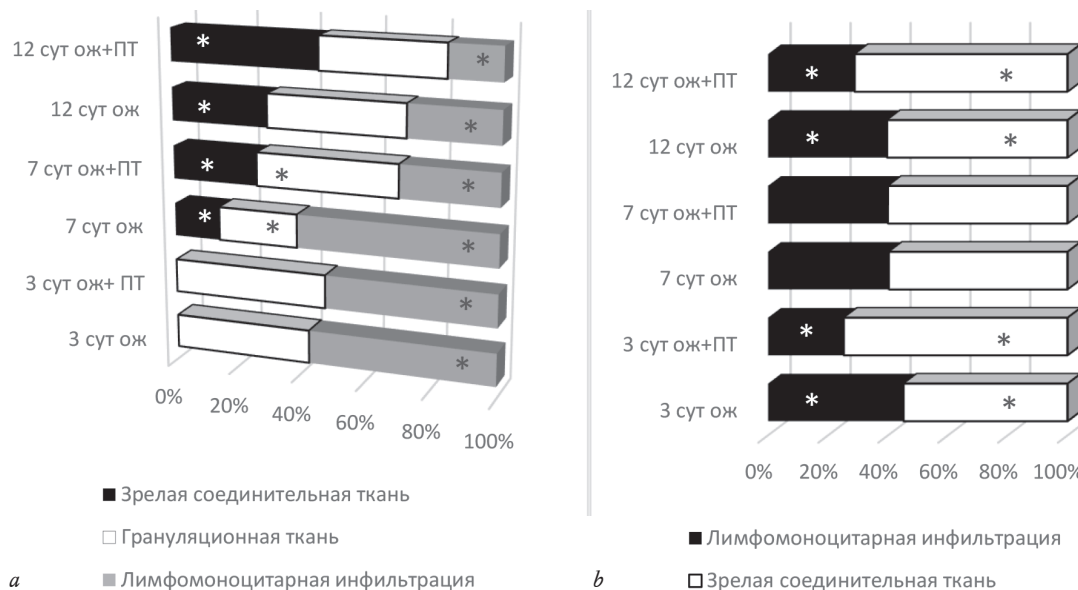 12 сут ож+ПТ
12 сут ож
7 сут ож+ПТ
7 сут ож
3 сут ож+ ПТ
3 сут ож
0%
20%
40%
60%
80%
100%
■ Зрелая соединительная ткань
□ Грануляционная ткань
a ■ Лимфомоноцитарная инфильтрация
12 сут ож+ПТ
12 сут ож
7 сут ож+ПТ
7 сут ож
3 сут ож+ПТ
3 сут ож
0% 20% 40% 60% 80% 100%
■ Лимфомоноцитарная инфильтрация
b □ Зрелая соединительная ткань